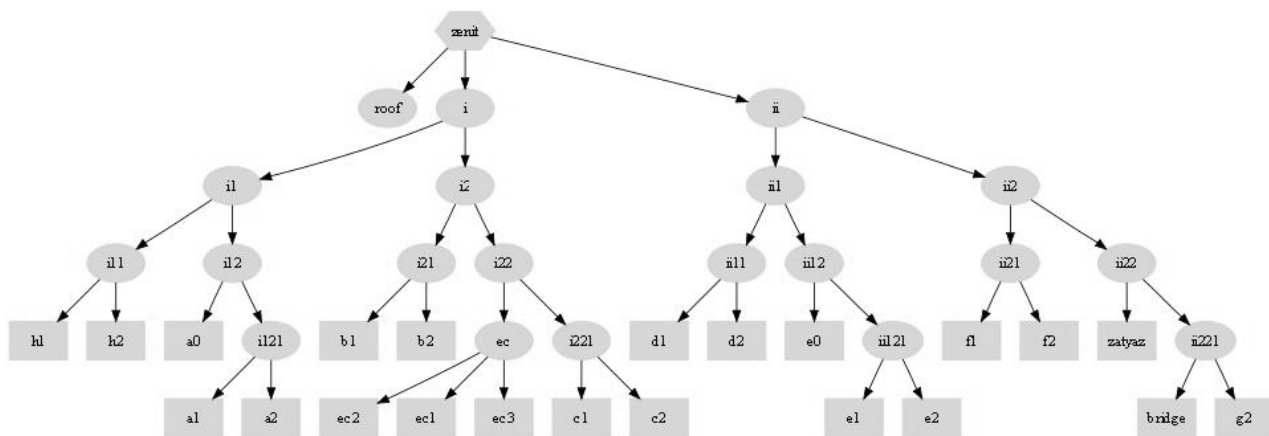 zenit
roof i ii
i1 i2 ii1 ii2
i11 i12 i21 i22 ii11 ii12 ii21 ii22
h1 h2 a0 i121 b1 b2 ec i221 d1 d2 e0 ii121 f1 f2 zatyaz ii221
a1 a2 ec2 ec1 ec3 c1 c2 e1 e2 bridge g2